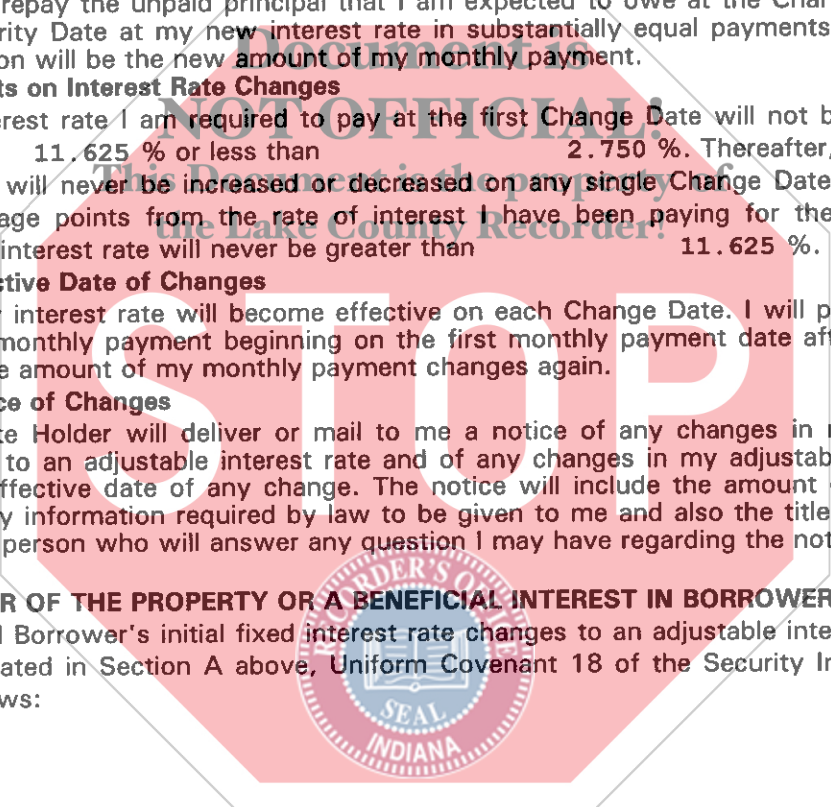 repay the unpaid principal that I am expected to owe at the Cha
rity Date at my new interest rate in substantially equal payments
on will be the new amount of my monthly payment.
ts on Interest Rate Changes
erest rate I am required to pay at the first Change Date will not b
11.625 % or less than 2.750 %. Thereafter,
will never be increased or decreased on any single Change Date
age points from the rate of interest I have been paying for the
interest rate will never be greater than 11.625 %.
ctive Date of Changes
interest rate will become effective on each Change Date. I will p
monthly payment beginning on the first monthly payment date aft
e amount of my monthly payment changes again.
ce of Changes
te Holder will deliver or mail to me a notice of any changes in
to an adjustable interest rate and of any changes in my adjustab
ffective date of any change. The notice will include the amount
y information required by law to be given to me and also the title
person who will answer any question I may have regarding the not
R OF THE PROPERTY OR A BENEFICIAL INTEREST IN BORROWER
l Borrower's initial fixed interest rate changes to an adjustable inte
ated in Section A above, Uniform Covenant 18 of the Security In
ws:
Document is
NOT OFFICIAL!
This Document is the property of
the Lake County Recorder!
STOP
RECORDER'S OFFICE
SEAL
INDIANA